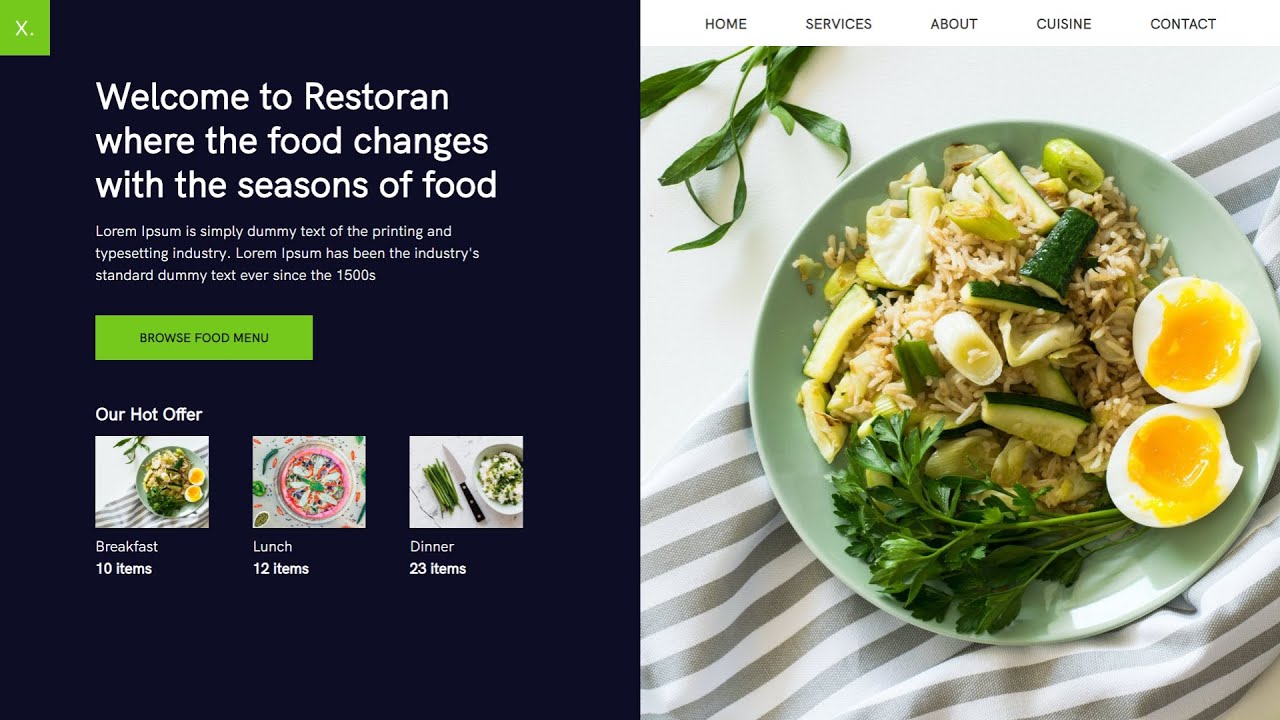 X.
HOME SERVICES ABOUT CUISINE CONTACT
Welcome to Restoran
where the food changes
with the seasons of food
Lorem Ipsum is simply dummy text of the printing and
typesetting industry. Lorem Ipsum has been the industry's
standard dummy text ever since the 1500s
BROWSE FOOD MENU
Our Hot Offer
Breakfast
10 items
Lunch
12 items
Dinner
23 items